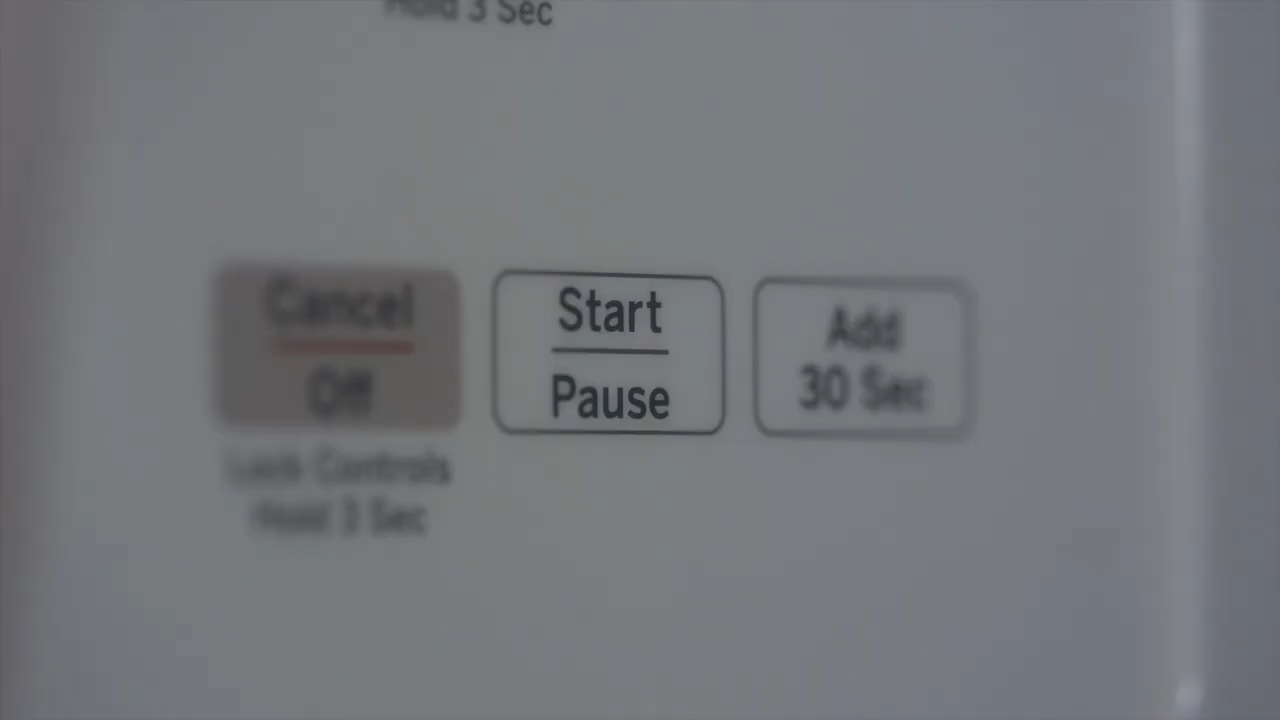 Hold 3 Sec
Cancel
Off
Start
Pause
Add
30 Sec
Lock Controls
Hold 3 Sec